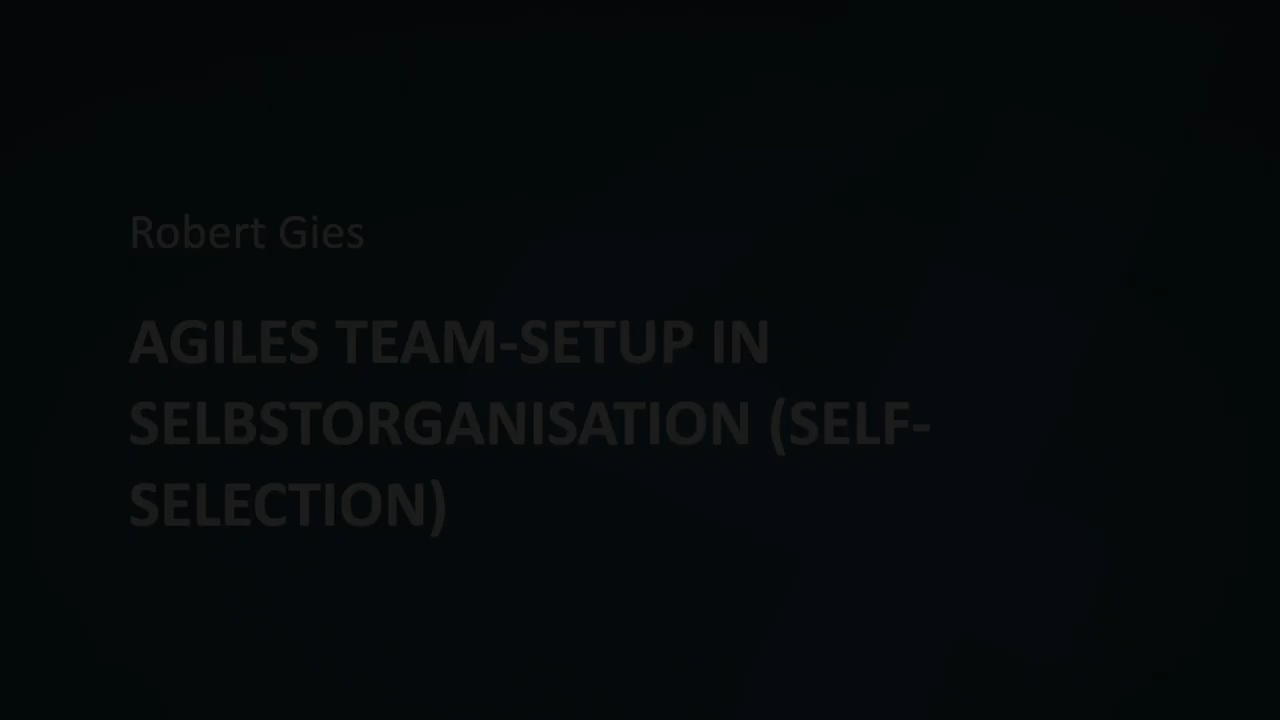 Robert Gies
AGILES TEAM-SETUP IN
SELBSTORGANISATION (SELF-
SELECTION)